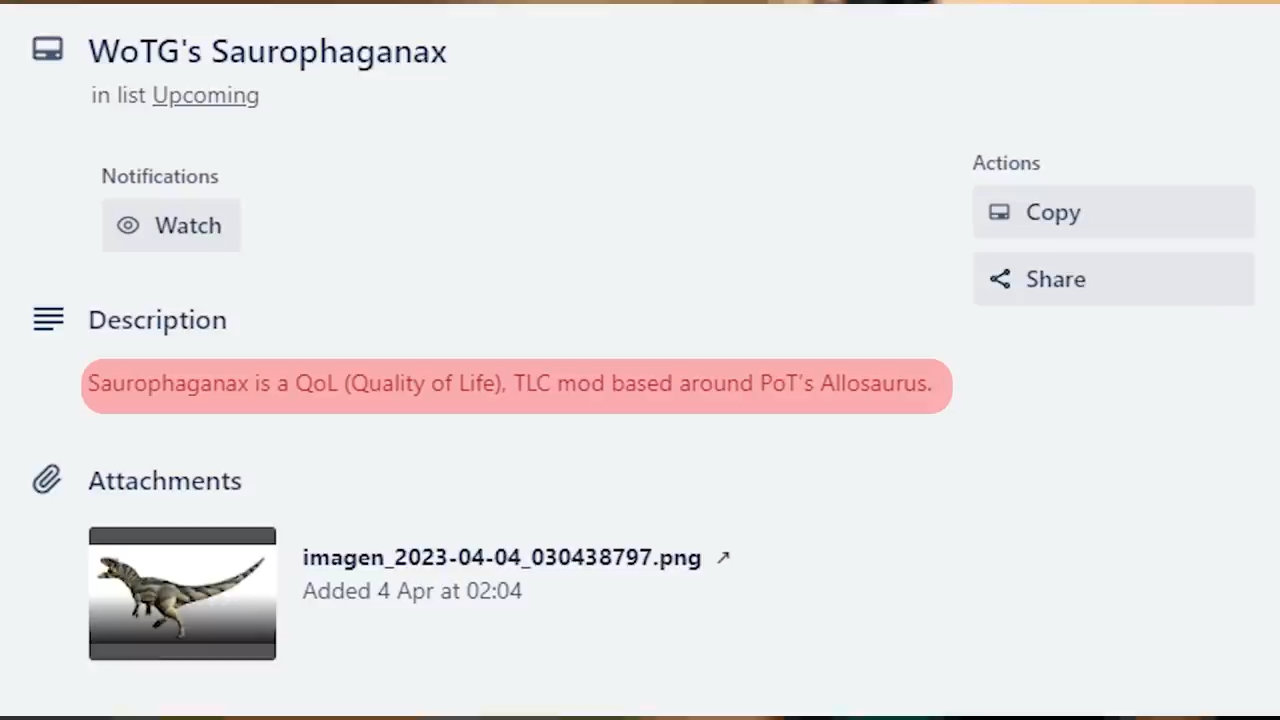 WoTG's Saurophaganax
in list Upcoming
Notifications
Watch
Actions
Copy
Share
Description
Saurophaganax is a QoL (Quality of Life), TLC mod based around PoT's Allosaurus.
Attachments
imagen_2023-04-04_030438797.png ↗
Added 4 Apr at 02:04